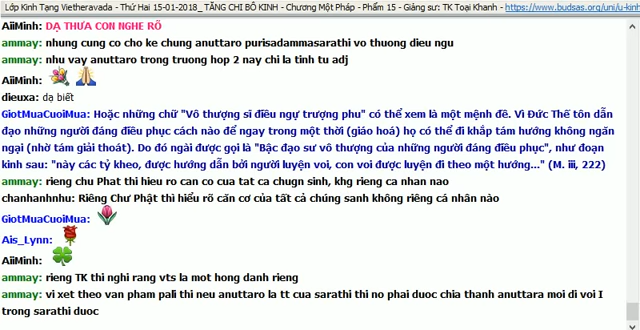 Lớp Kinh Tạng Vietheravada - Thứ Hai 15-01-2018_ TĂNG CHI BỘ KINH - Chương Một Pháp - Phẩm 15 - Giảng sư: TK Toại Khanh - https://www.budsas.org/uni/u-kinh
AiiMinh: DẠ THƯA CON NGHE RÕ
ammay: nhung cung co cho ke chung anuttaro purisadammasarathi vo thuong dieu ngu
ammay: nhu vay anuttaro trong truong hop 2 nay chi la tinh tu adj
AiiMinh:
dieuxa: dạ biết
GiotMuaCuoiMua: Hoặc những chữ "Vô thượng sĩ điều ngự trượng phu" có thể xem là một mệnh đề. Vì Đức Thế tôn dẫn
đạo những người đáng điều phục cách nào để ngay trong một thời (giáo hoá) họ có thể đi khắp tám hướng không ngăn
ngại (nhờ tám giải thoát). Do đó ngài được gọi là "Bậc đạo sư vô thượng của những người đáng điều phục", như đoạn
kinh sau: "này các tỷ kheo, được hướng dẫn bởi người luyện voi, con voi được luyện đi theo một hướng..." (M. iii, 222)
ammay: rieng chu Phat thi hieu ro can co cua tat ca chugn sinh, khg rieng ca nhan nao
chanhanhnhu: Riêng Chư Phật thì hiểu rõ căn cơ của tất cả chúng sanh không riêng cá nhân nào
GiotMuaCuoiMua:
Ais_Lynn:
AiiMinh:
ammay: rieng TK thi nghi rang vts la mot hong danh rieng
ammay: vi xet theo van pham pali thi neu anuttaro la tt cua sarathi thi no phai duoc chia thanh anuttara moi di voi I
trong sarathi duoc